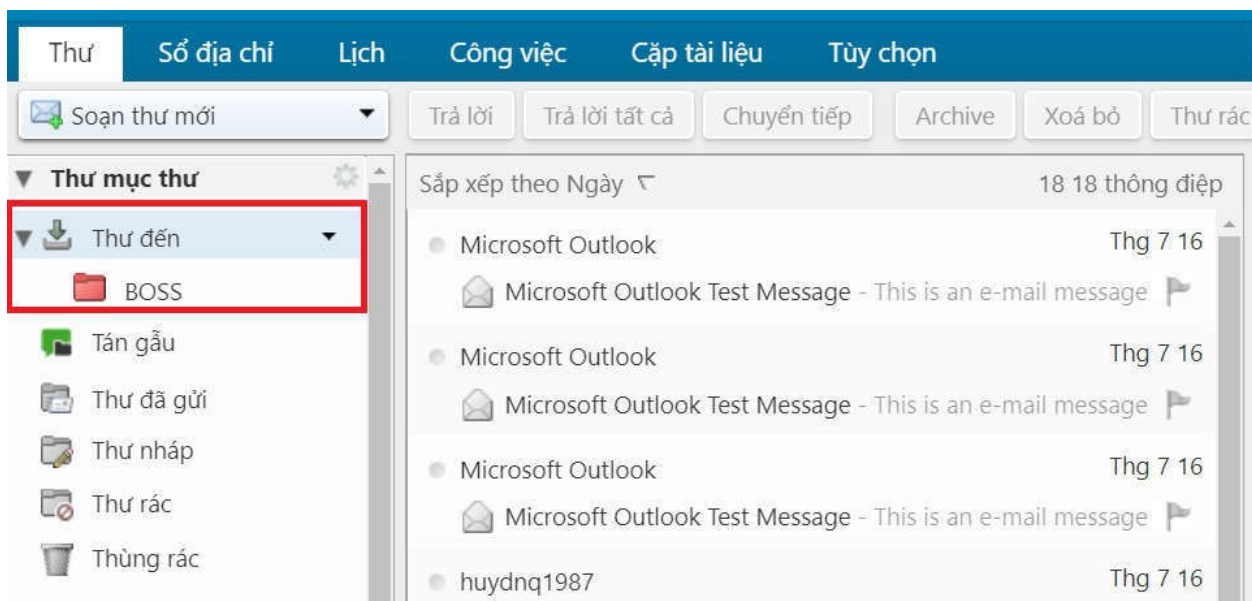 Thư Sổ địa chỉ Lịch Công việc Cặp tài liệu Tùy chọn
Soạn thư mới Trả lời Trả lời tất cả Chuyển tiếp Archive Xoá bỏ Thư rác
Thư mục thư
Thư đến
BOSS
Tán gẫu
Thư đã gửi
Thư nháp
Thư rác
Thùng rác
Sắp xếp theo Ngày 18 18 thông điệp
Microsoft Outlook Thg 7 16
Microsoft Outlook Test Message - This is an e-mail message
Microsoft Outlook Thg 7 16
Microsoft Outlook Test Message - This is an e-mail message
Microsoft Outlook Thg 7 16
Microsoft Outlook Test Message - This is an e-mail message
huydnq1987 Thg 7 16